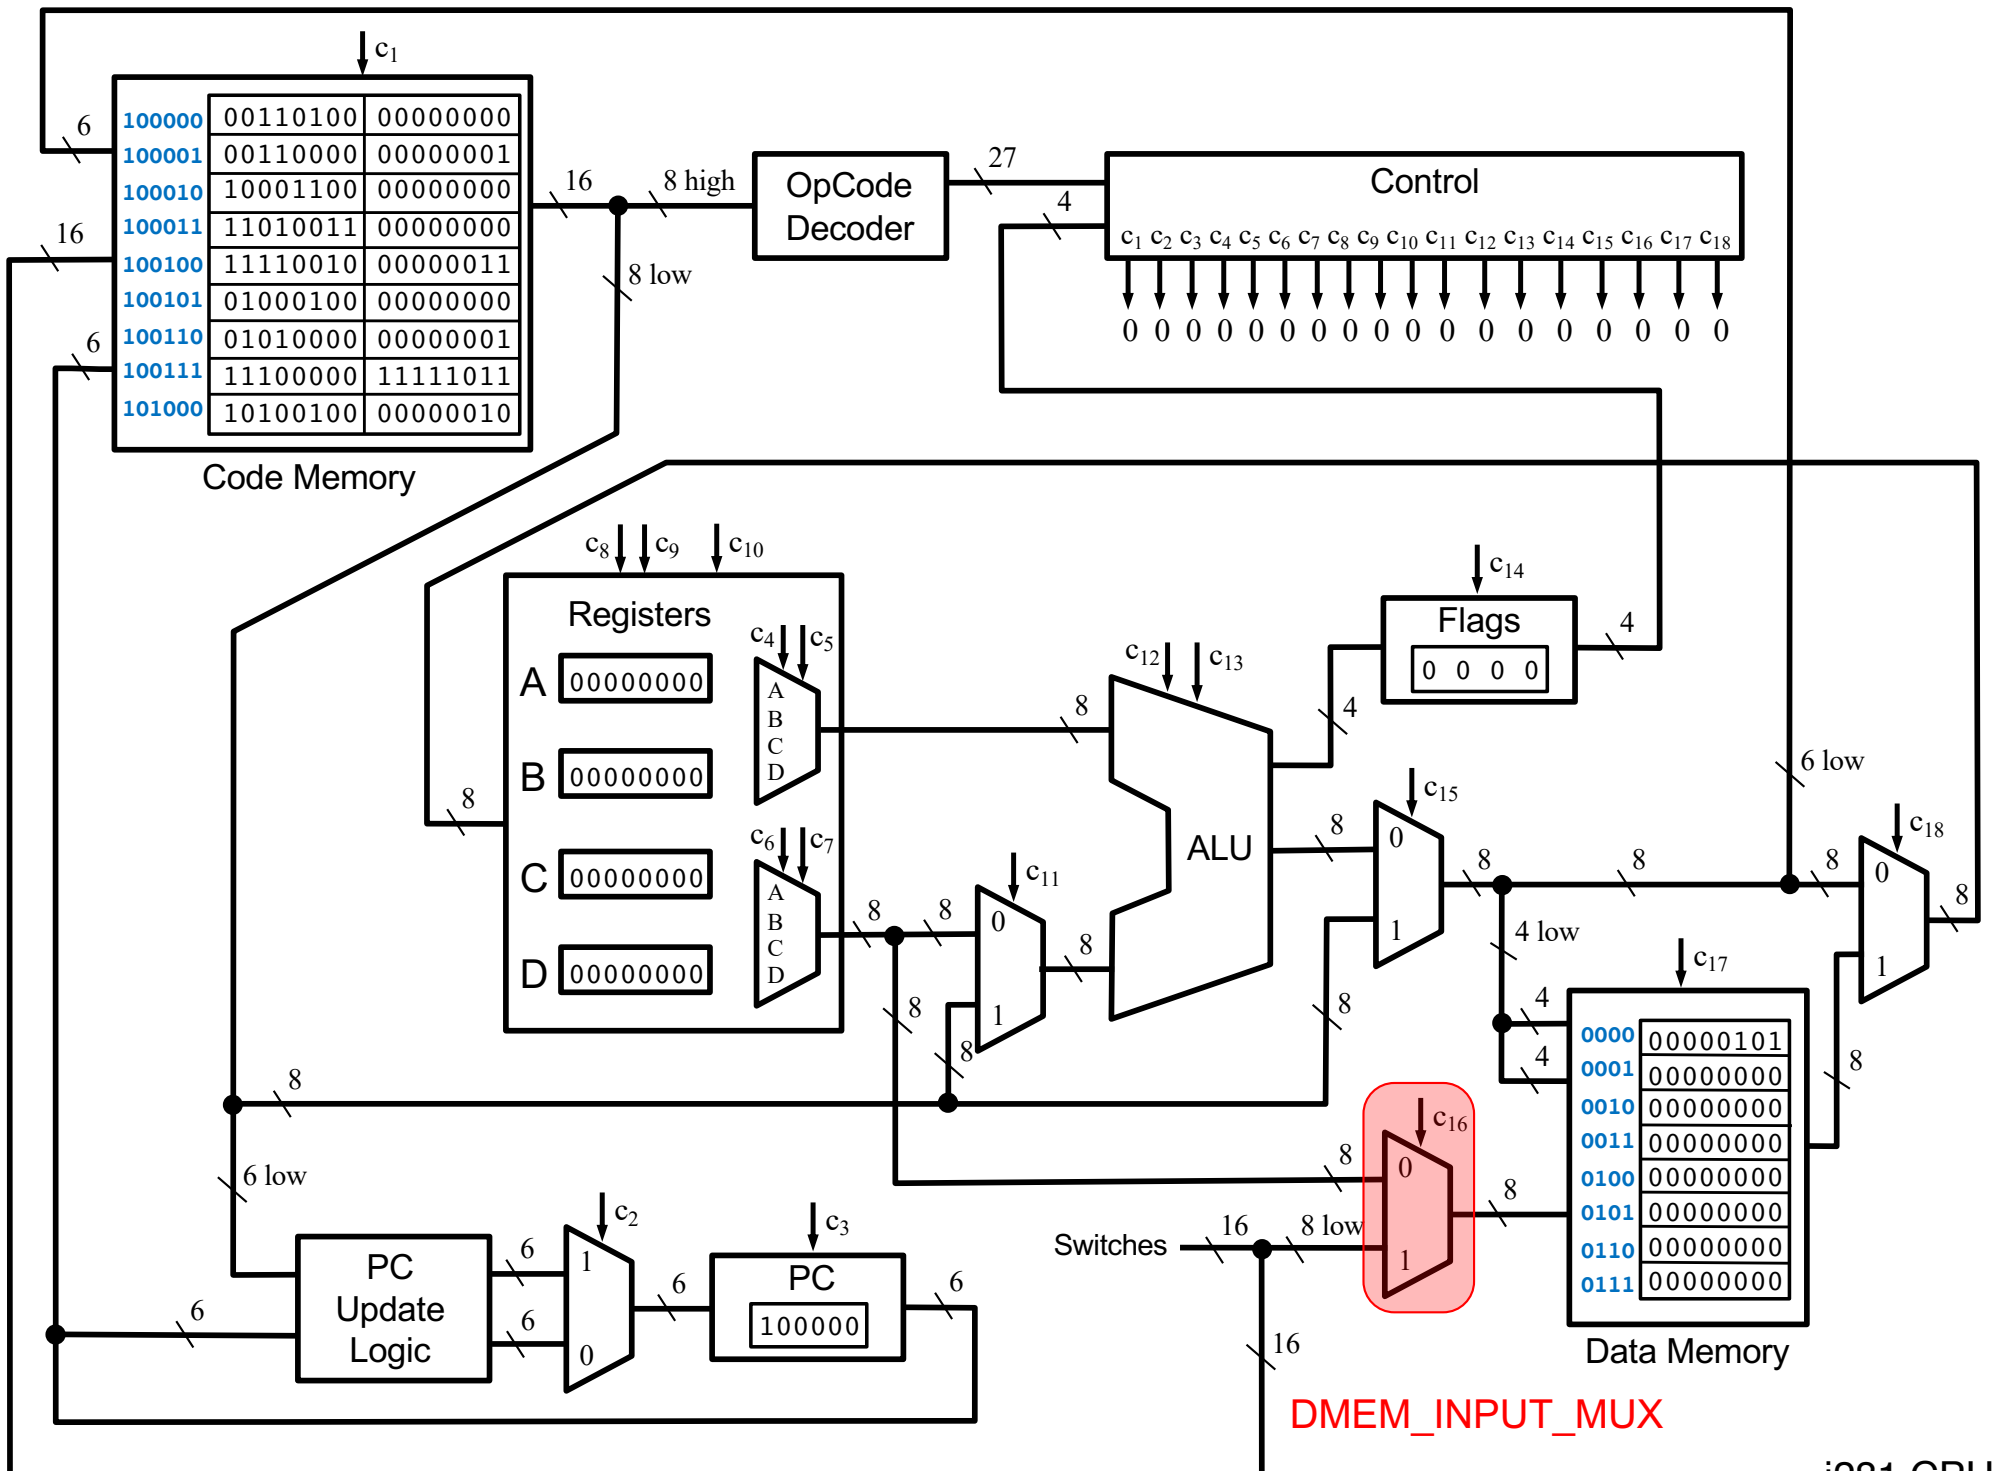 c1
6
100000 00110100 00000000
100001 00110000 00000001
100010 10001100 00000000
100011 11010011 00000000
100100 11110010 00000011
100101 01000100 00000000
100110 01010000 00000001
100111 11100000 11111011
101000 10100100 00000010
16
6
Code Memory
16
8 high
8 low
OpCode
Decoder
27
4
Control
c1 c2 c3 c4 c5 c6 c7 c8 c9 c10 c11 c12 c13 c14 c15 c16 c17 c18
0 0 0 0 0 0 0 0 0 0 0 0 0 0 0 0 0 0
c8 c9 c10
Registers
A 00000000
B 00000000
C 00000000
D 00000000
8
c4 c5
A
B
C
D
c6 c7
A
B
C
D
8
8
8
8
c11
0
1
8
8
c12 c13
ALU
4
c14
Flags
0 0 0 0
4
8
c15
0
1
8
8
8
6 low
8
c18
0
1
8
4 low
4
4
c17
0000 00000101
0001 00000000
0010 00000000
0011 00000000
0100 00000000
0101 00000000
0110 00000000
0111 00000000
Data Memory
8
8
6 low
PC
Update
Logic
6
6
6
c2
1
0
6
c3
PC
100000
6
Switches
16
8 low
16
8
c16
0
1
8
DMEM_INPUT_MUX